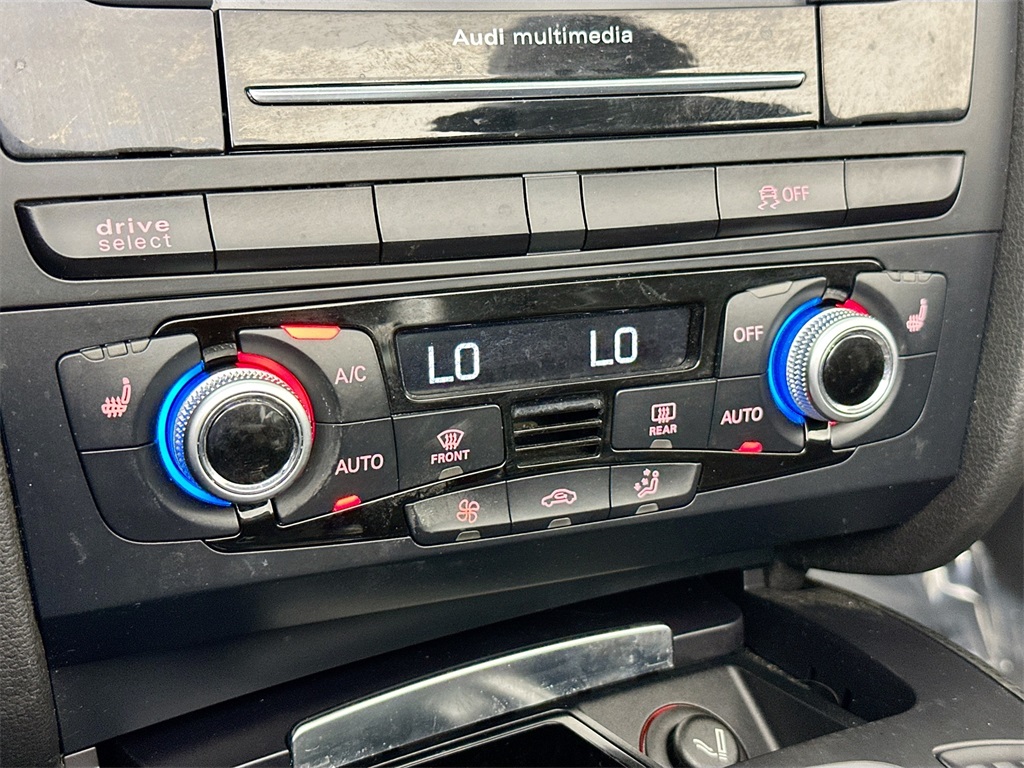 Audi multimedia
drive
select
OFF
LO LO
OFF
A/C
AUTO
FRONT
REAR
AUTO